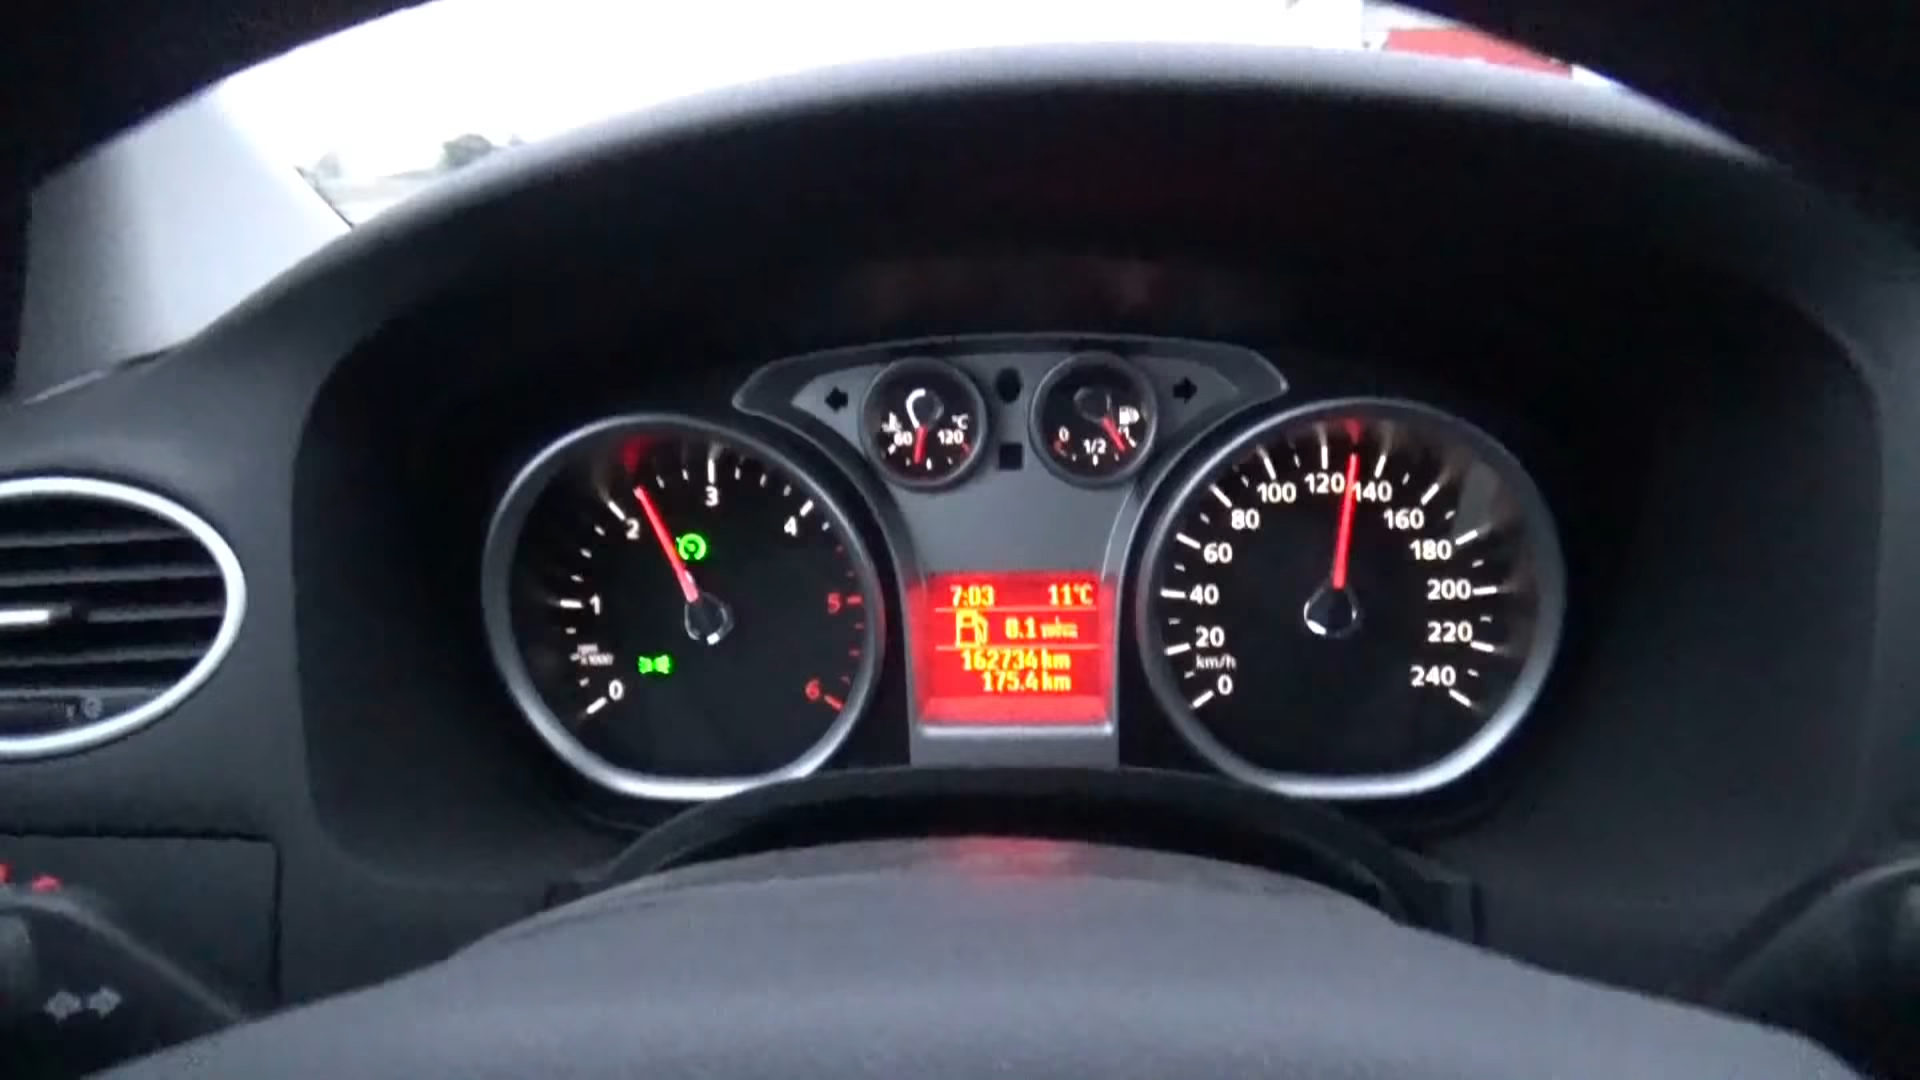 60 120 °C
0 1/2 1
0 1 2 3 4 5 6
7:03 11°C
162734 km
175.4 km
0 20 40 60 80 100 120 140 160 180 200 220 240
km/h